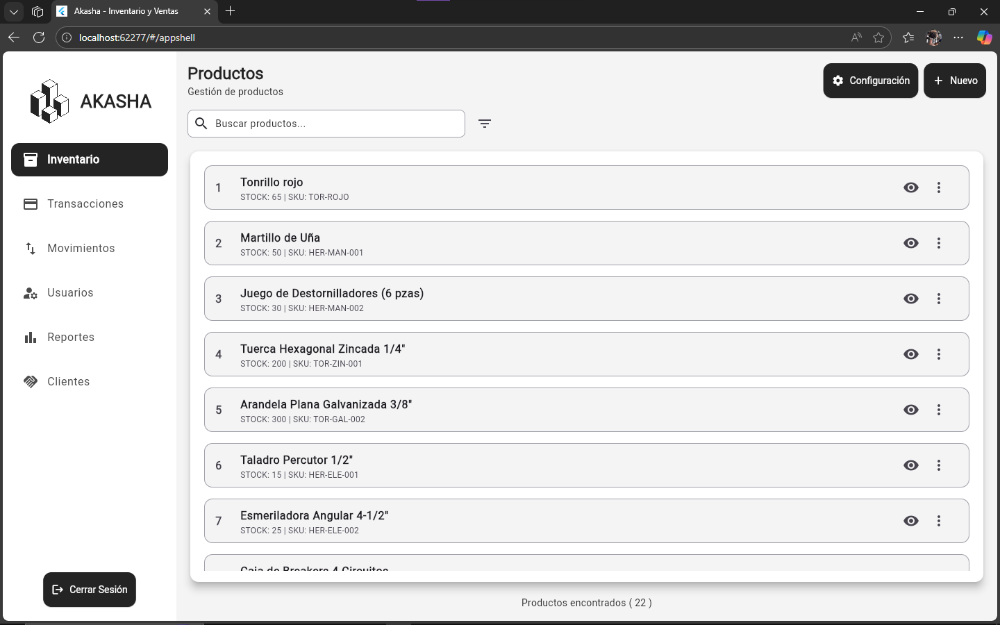 Akasha - Inventario y Ventas
localhost:62277/#/appshell
AKASHA
Inventario
Transacciones
Movimientos
Usuarios
Reportes
Clientes
Cerrar Sesión
Productos
Gestión de productos
Configuración
Nuevo
Buscar productos...
1
Tonrillo rojo
STOCK: 65 | SKU: TOR-ROJO
2
Martillo de Uña
STOCK: 50 | SKU: HER-MAN-001
3
Juego de Destornilladores (6 pzas)
STOCK: 30 | SKU: HER-MAN-002
4
Tuerca Hexagonal Zincada 1/4"
STOCK: 200 | SKU: TOR-ZIN-001
5
Arandela Plana Galvanizada 3/8"
STOCK: 300 | SKU: TOR-GAL-002
6
Taladro Percutor 1/2"
STOCK: 15 | SKU: HER-ELE-001
7
Esmeriladora Angular 4-1/2"
STOCK: 25 | SKU: HER-ELE-002
Caja de Breakers 4 Circuitos
Productos encontrados ( 22 )